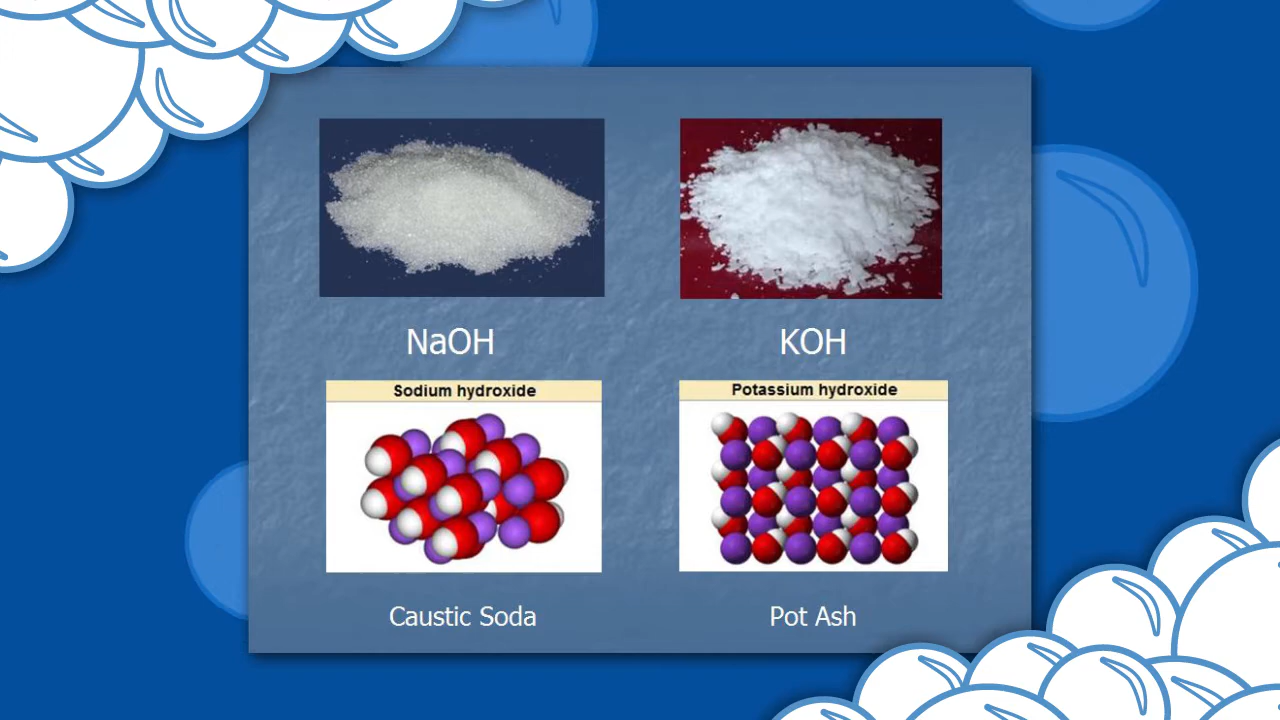 NaOH
KOH
Sodium hydroxide
Potassium hydroxide
Caustic Soda
Pot Ash